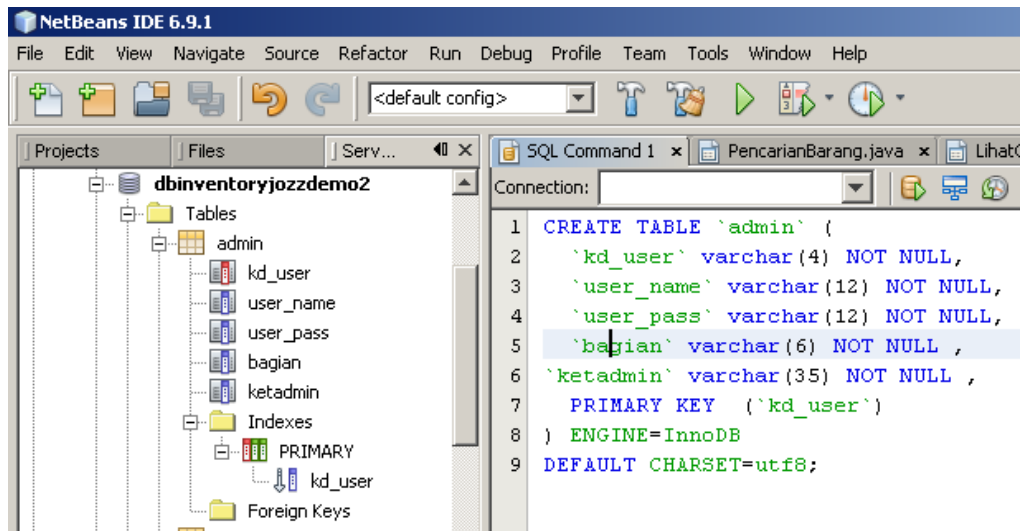 NetBeans IDE 6.9.1
File Edit View Navigate Source Refactor Run Debug Profile Team Tools Window Help
<default config>
Projects Files Serv...
SQL Command 1 PencarianBarang.java
dbinventoryjozzdemo2
Tables
admin
kd_user
user_name
user_pass
bagian
ketadmin
Indexes
PRIMARY
kd_user
Foreign Keys
Connection:
1 CREATE TABLE `admin` (
2 `kd_user` varchar(4) NOT NULL,
3 `user_name` varchar(12) NOT NULL,
4 `user_pass` varchar(12) NOT NULL,
5 `bagian` varchar(6) NOT NULL ,
6 `ketadmin` varchar(35) NOT NULL ,
7 PRIMARY KEY (`kd_user`)
8 ) ENGINE=InnoDB
9 DEFAULT CHARSET=utf8;